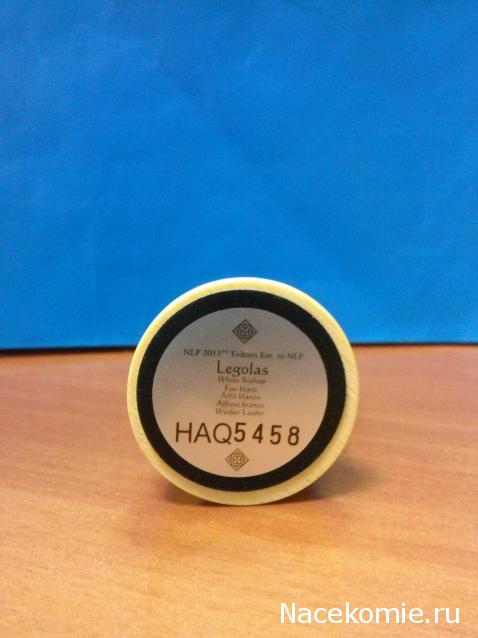 NLP 2013™ Tolkien Ent. to NLP
Legolas
White Bishop
Fou blanc
Alfil blanco
Alfiere bianco
Weißer Läufer
HAQ5458
Nacekomie.ru